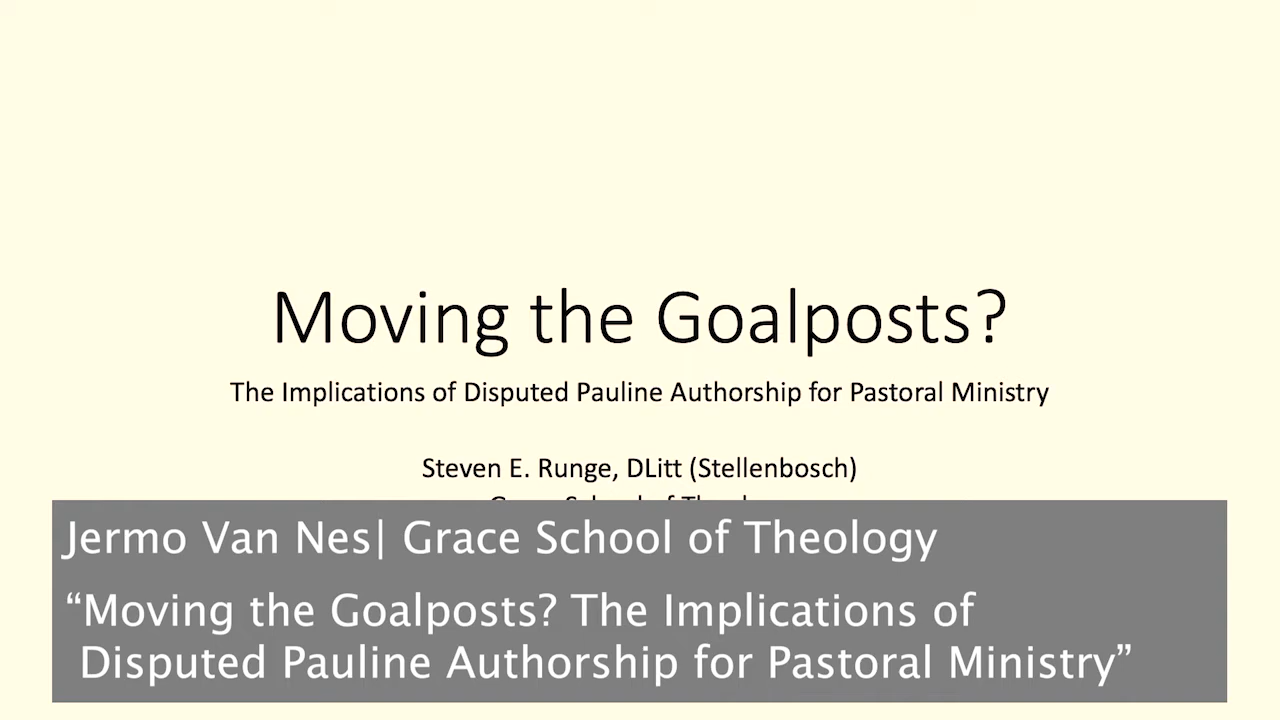 Moving the Goalposts?
The Implications of Disputed Pauline Authorship for Pastoral Ministry
Steven E. Runge, DLitt (Stellenbosch)
Jermo Van Nes| Grace School of Theology
“Moving the Goalposts? The Implications of
Disputed Pauline Authorship for Pastoral Ministry”